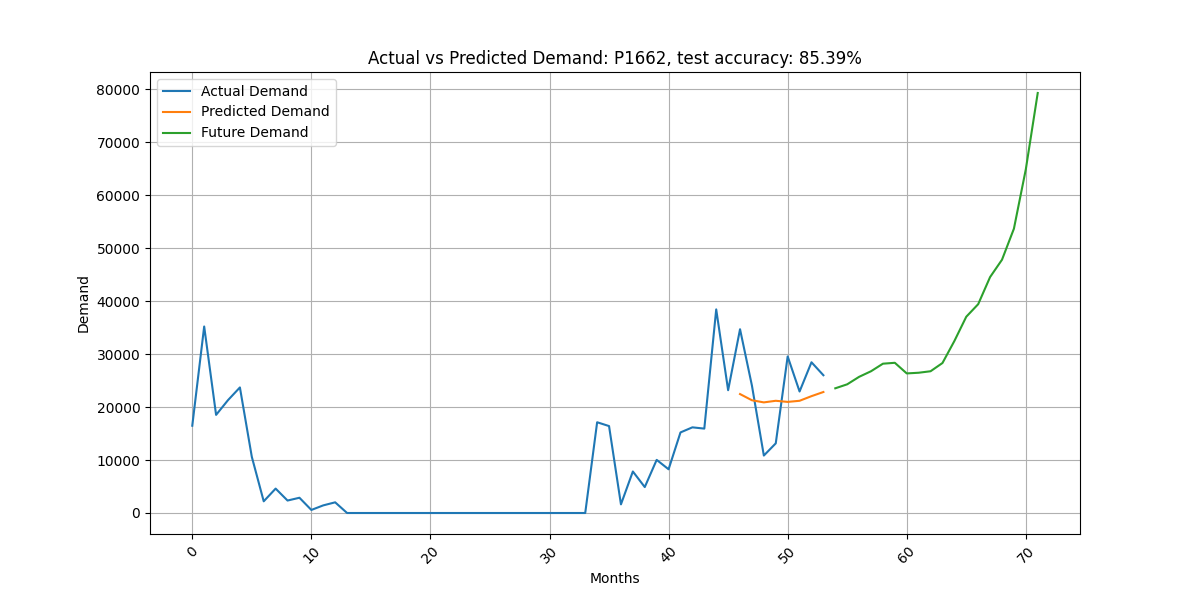 Actual vs Predicted Demand: P1662, test accuracy: 85.39%
Actual Demand
Predicted Demand
Future Demand
80000
70000
60000
50000
40000
30000
20000
10000
0
Demand
0 10 20 30 40 50 60 70
Months